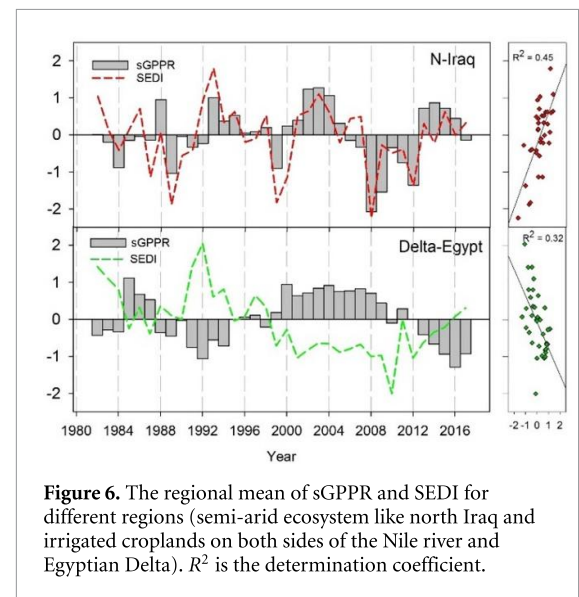 N-Iraq
sGPPR
SEDI
R² = 0.45
2
1
0
-1
-2
Delta-Egypt
sGPPR
SEDI
R² = 0.32
2
1
0
-1
-2
1980 1984 1988 1992 1996 2000 2004 2008 2012 2016
-2 -1 0 1 2
Year
Figure 6. The regional mean of sGPPR and SEDI for
different regions (semi-arid ecosystem like north Iraq and
irrigated croplands on both sides of the Nile river and
Egyptian Delta). R² is the determination coefficient.